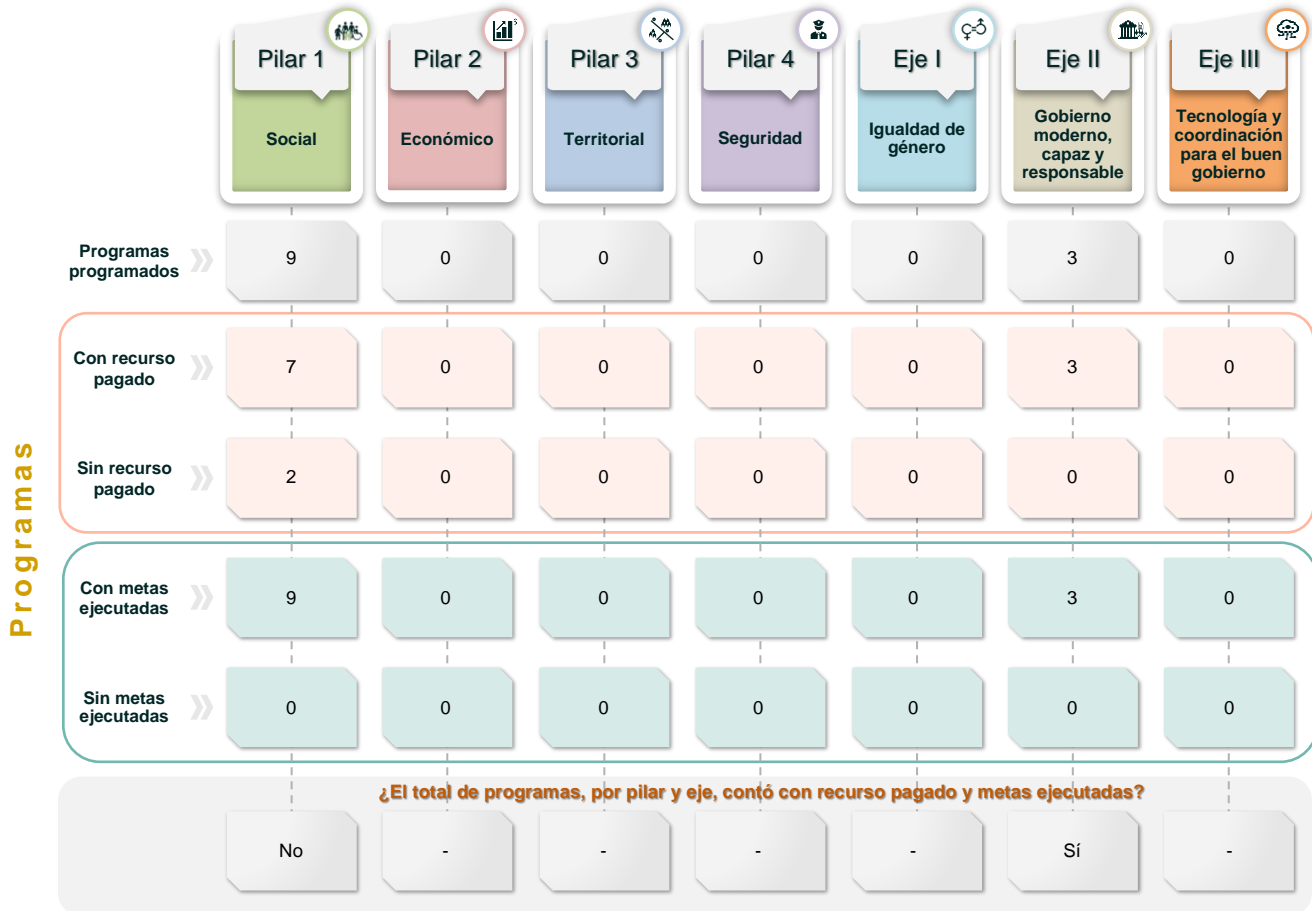 Pilar 1
Pilar 2
Pilar 3
Pilar 4
Eje I
Eje II
Eje III
Social
Económico
Territorial
Seguridad
Igualdad de
género
Gobierno
moderno,
capaz y
responsable
Tecnología y
coordinación
para el buen
gobierno
Programas
Programas
programados
9
0
0
0
0
3
0
Con recurso
pagado
7
0
0
0
0
3
0
Sin recurso
pagado
2
0
0
0
0
0
0
Con metas
ejecutadas
9
0
0
0
0
3
0
Sin metas
ejecutadas
0
0
0
0
0
0
0
¿El total de programas, por pilar y eje, contó con recurso pagado y metas ejecutadas?
No
-
-
-
-
Sí
-